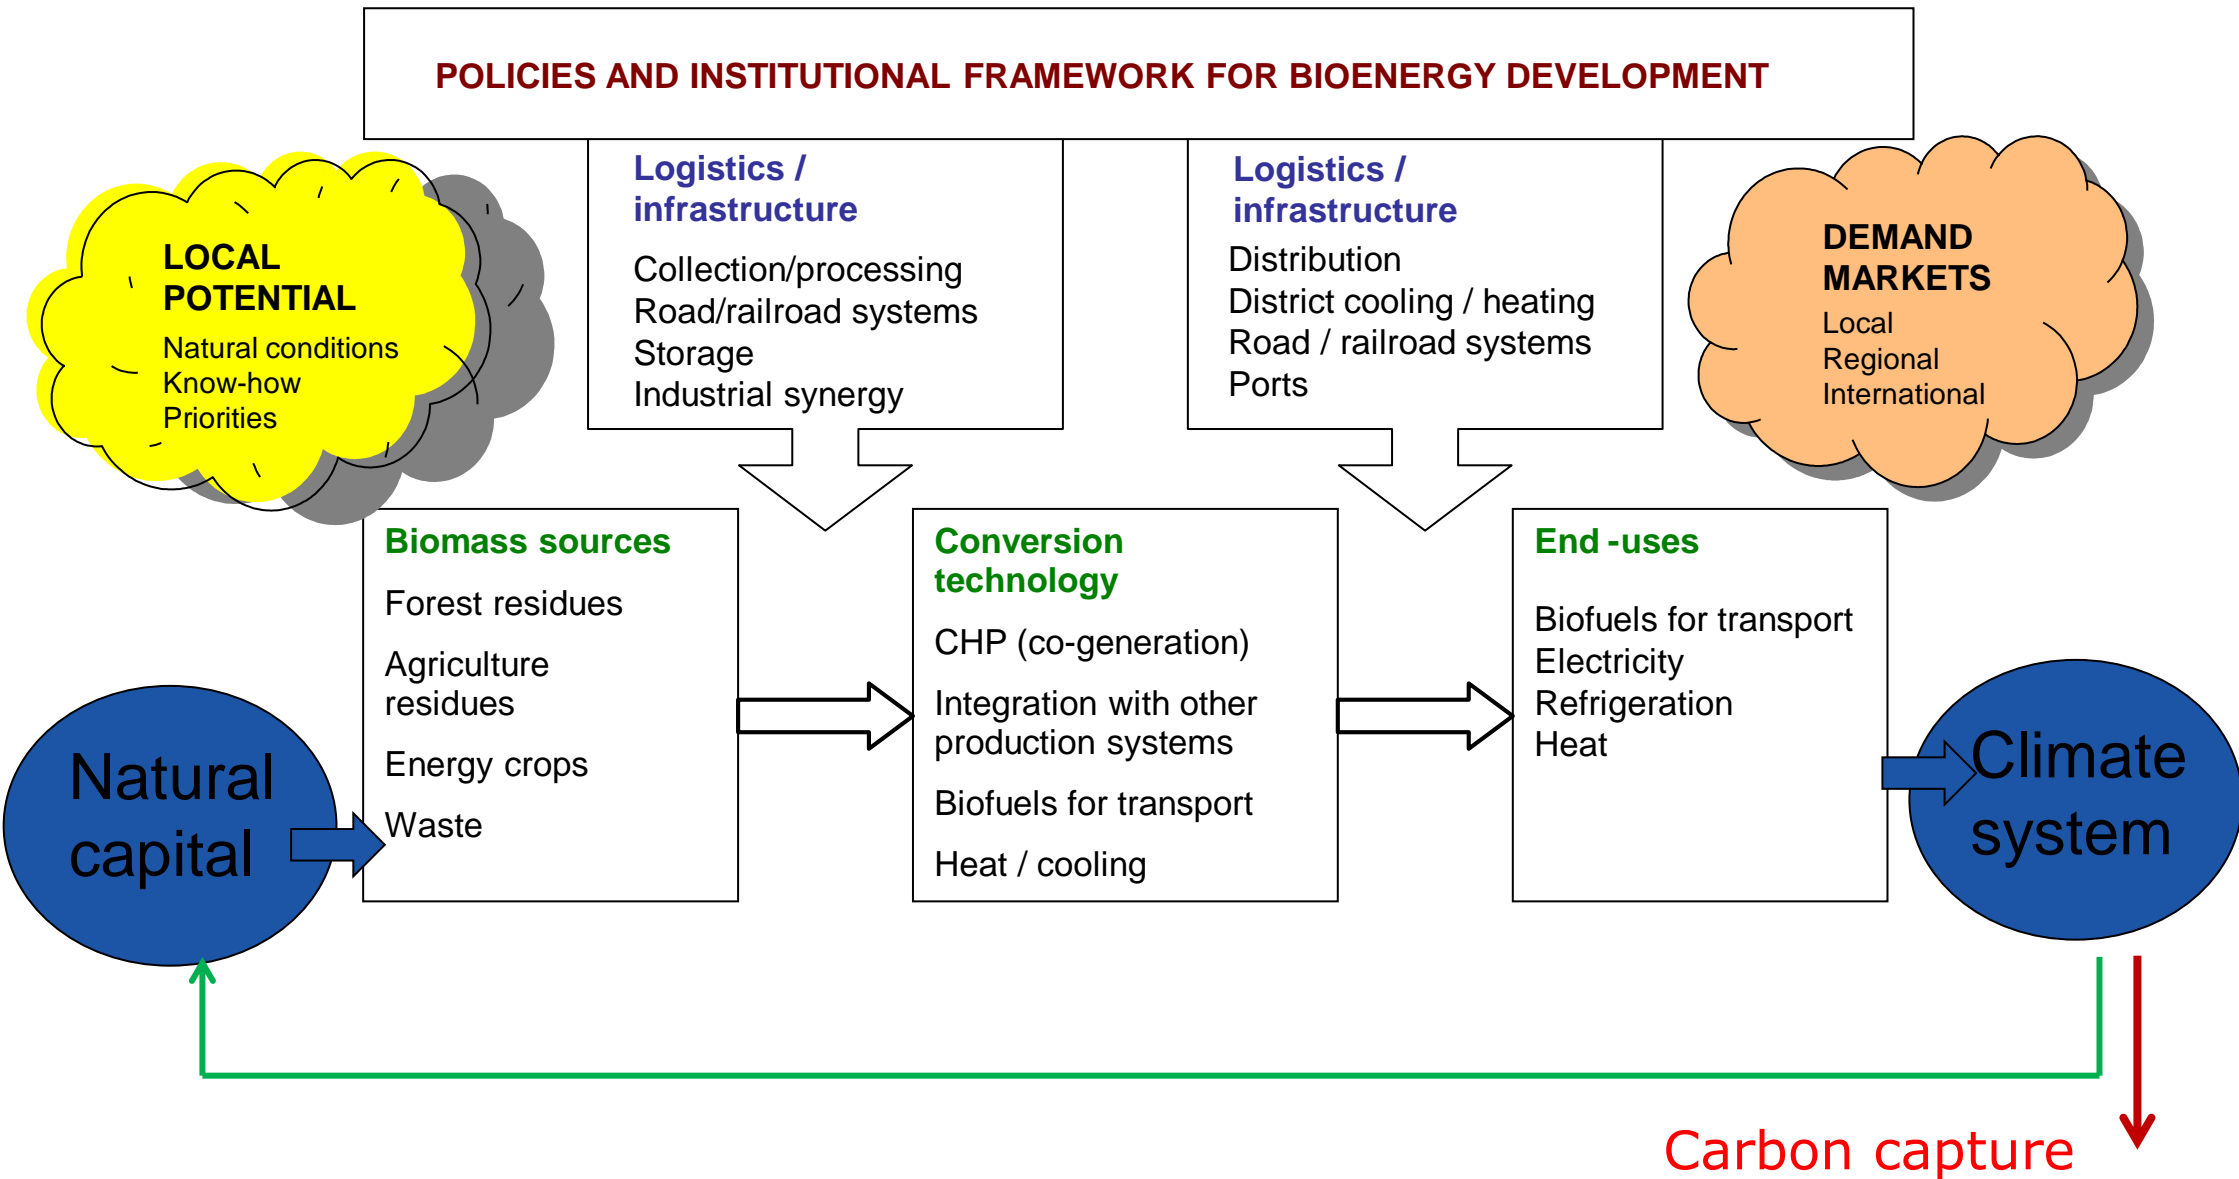 POLICIES AND INSTITUTIONAL FRAMEWORK FOR BIOENERGY DEVELOPMENT
LOCAL
POTENTIAL
Natural conditions
Know-how
Priorities
Logistics /
infrastructure
Collection/processing
Road/railroad systems
Storage
Industrial synergy
Logistics /
infrastructure
Distribution
District cooling / heating
Road / railroad systems
Ports
DEMAND
MARKETS
Local
Regional
International
Natural
capital
Biomass sources
Forest residues
Agriculture
residues
Energy crops
Waste
Conversion
technology
CHP (co-generation)
Integration with other
production systems
Biofuels for transport
Heat / cooling
End -uses
Biofuels for transport
Electricity
Refrigeration
Heat
Climate
system
Carbon capture